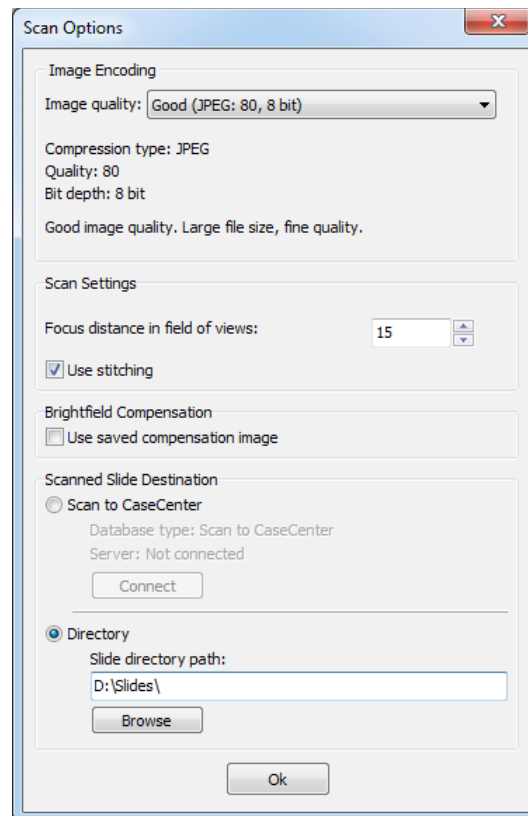 Scan Options
Image Encoding
Image quality: Good (JPEG: 80, 8 bit)
Compression type: JPEG
Quality: 80
Bit depth: 8 bit
Good image quality. Large file size, fine quality.
Scan Settings
Focus distance in field of views: 15
Use stitching
Brightfield Compensation
Use saved compensation image
Scanned Slide Destination
Scan to CaseCenter
Database type: Scan to CaseCenter
Server: Not connected
Connect
Directory
Slide directory path:
D:\Slides\
Browse
Ok